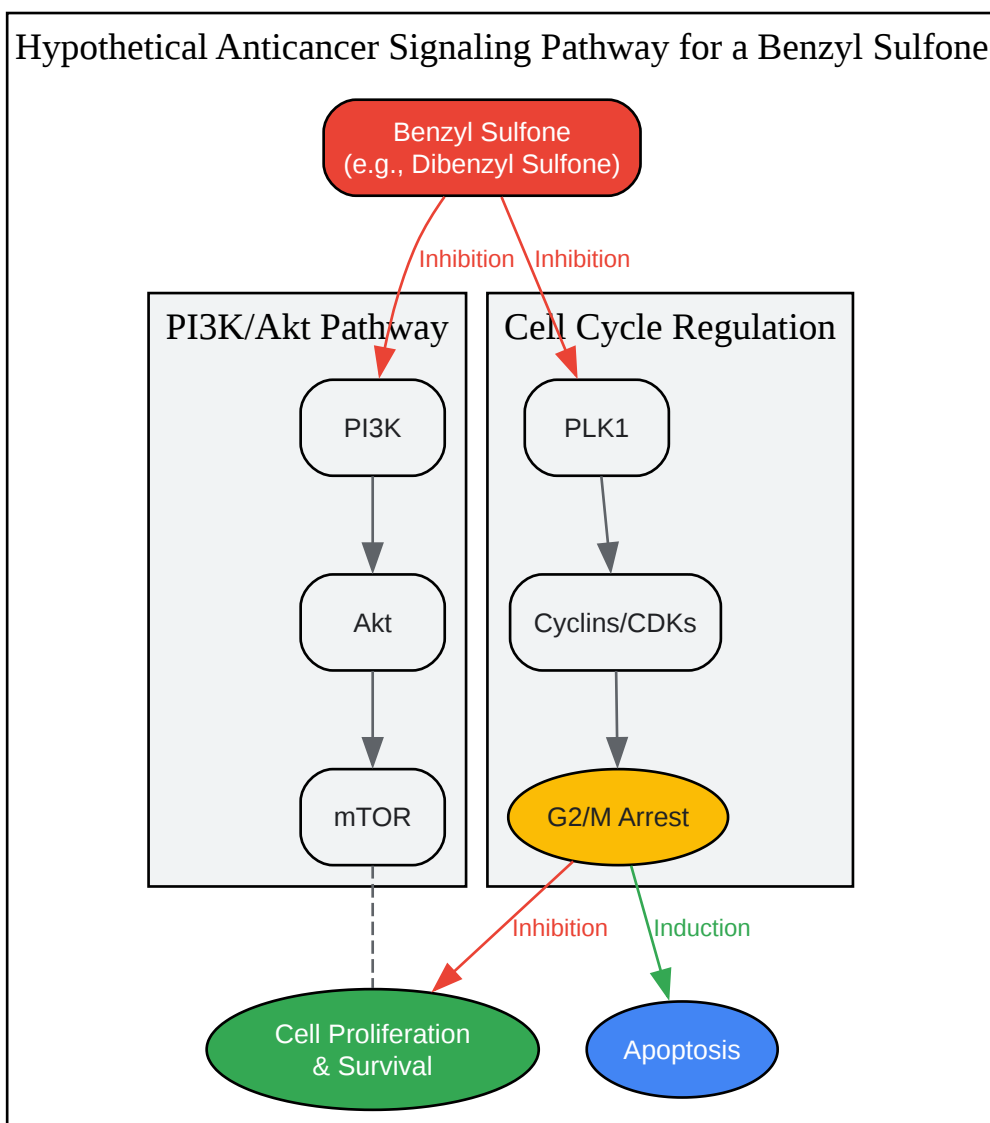 Hypothetical Anticancer Signaling Pathway for a Benzyl Sulfone
Benzyl Sulfone
(e.g., Dibenzyl Sulfone)
Inhibition
Inhibition
PI3K/Akt Pathway
Cell Cycle Regulation
PI3K
PLK1
Akt
Cyclins/CDKs
mTOR
G2/M Arrest
Inhibition
Induction
Cell Proliferation
& Survival
Apoptosis